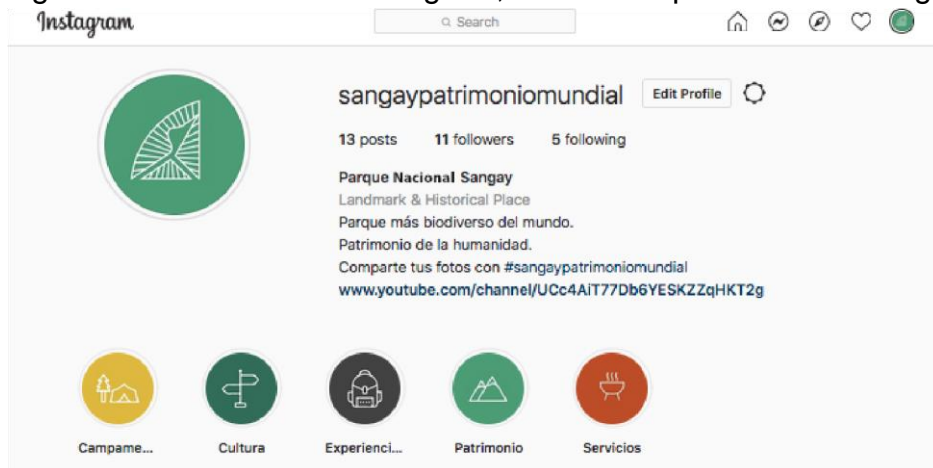 Instagram
Search
sangaypatrimoniomundial Edit Profile
13 posts 11 followers 5 following
Parque Nacional Sangay
Landmark & Historical Place
Parque más biodiverso del mundo.
Patrimonio de la humanidad.
Comparte tus fotos con #sangaypatrimoniomundial
www.youtube.com/channel/UCc4AiT77Db6YESKZZqHKT2g
Campame... Cultura Experienci... Patrimonio Servicios